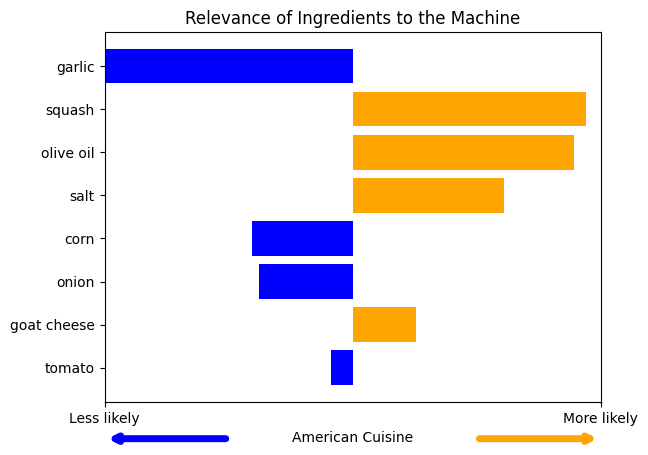 Relevance of Ingredients to the Machine
garlic
squash
olive oil
salt
corn
onion
goat cheese
tomato
Less likely
More likely
American Cuisine